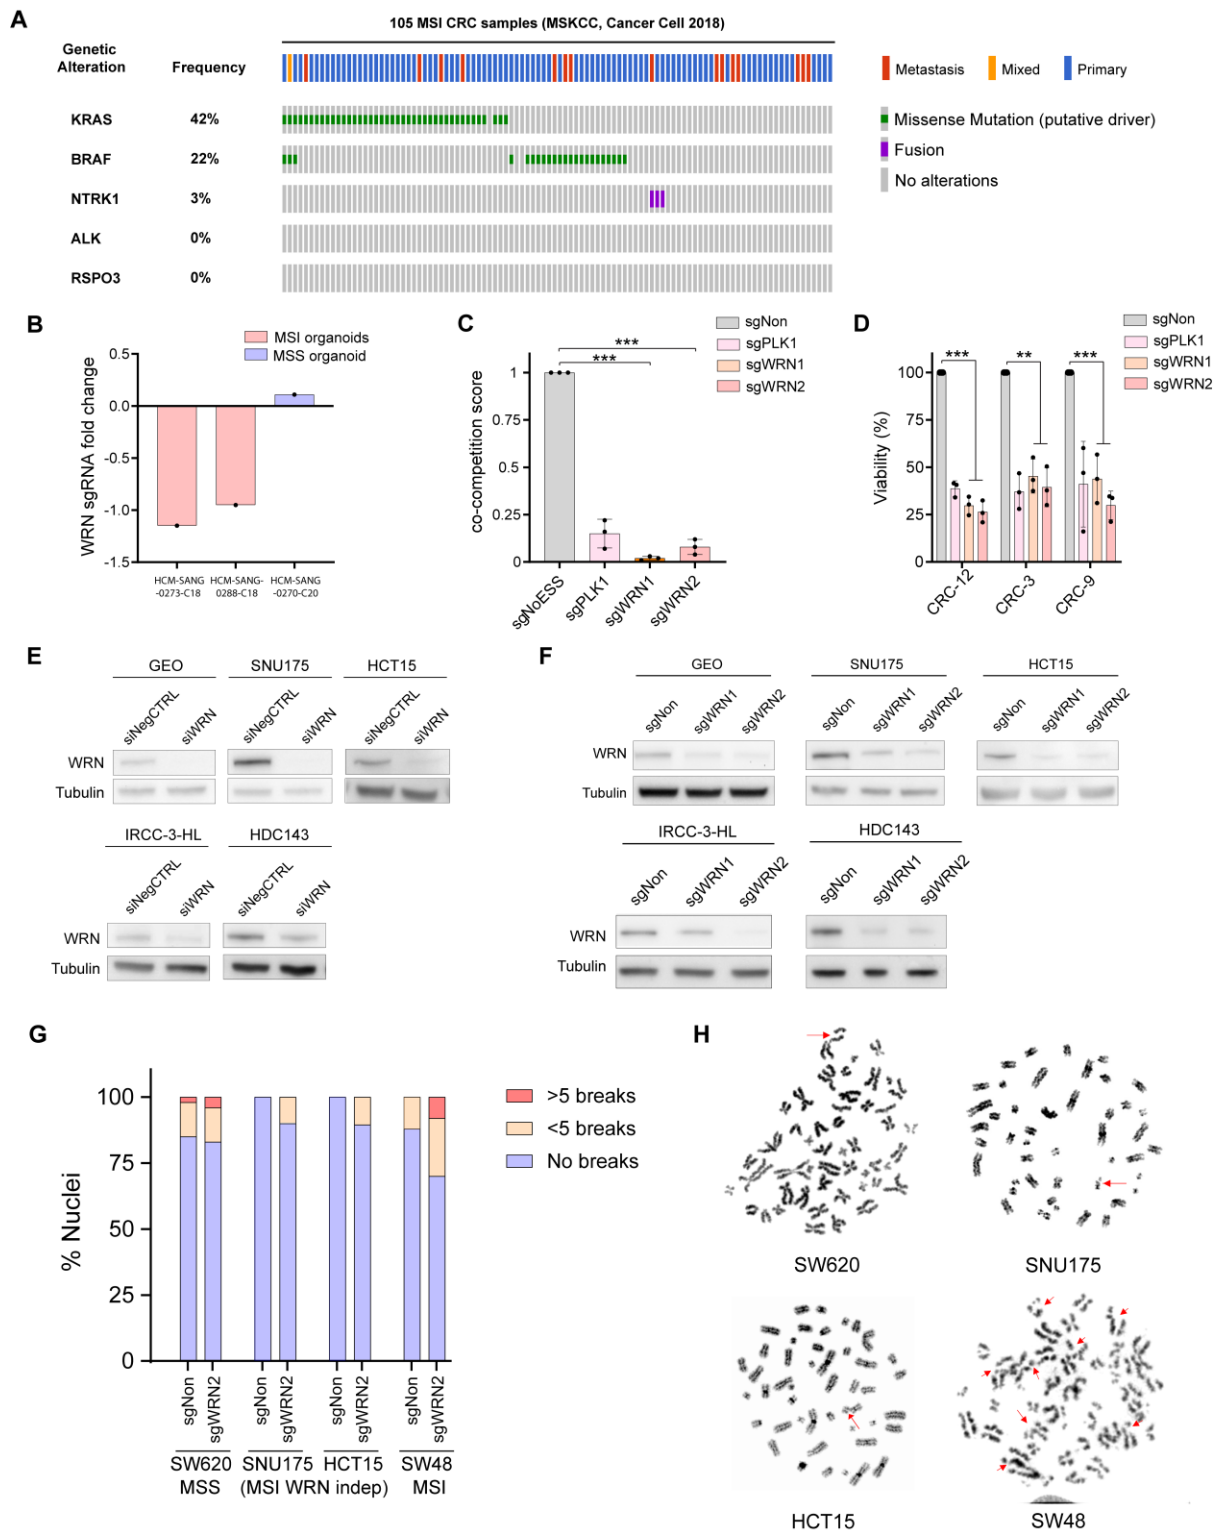 A
105 MSI CRC samples (MSKCC, Cancer Cell 2018)
Genetic
Alteration
Frequency
Metastasis
Mixed
Primary
KRAS
42%
Missense Mutation (putative driver)
BRAF
22%
Fusion
No alterations
NTRK1
3%
ALK
0%
RSPO3
0%
B
MSI organoids
MSS organoid
WRN sgRNA fold change
0.5
0.0
-0.5
-1.0
-1.5
HCM-SANG
-0273-C18
HCM-SANG-
0288-C18
HCM-SANG
-0270-C20
C
sgNon
sgPLK1
sgWRN1
sgWRN2
***
***
co-competition score
1
0.75
0.5
0.25
0
sgNoESS
sgPLK1
sgWRN1
sgWRN2
D
sgNon
sgPLK1
sgWRN1
sgWRN2
***
**
***
Viability (%)
100
75
50
25
0
CRC-12
CRC-3
CRC-9
E
GEO
SNU175
HCT15
siNegCTRL
siWRN
siNegCTRL
siWRN
siNegCTRL
siWRN
WRN
Tubulin
IRCC-3-HL
HDC143
siNegCTRL
siWRN
siNegCTRL
siWRN
WRN
Tubulin
F
GEO
SNU175
HCT15
sgNon
sgWRN1
sgWRN2
sgNon
sgWRN1
sgWRN2
sgNon
sgWRN1
sgWRN2
WRN
Tubulin
IRCC-3-HL
HDC143
sgNon
sgWRN1
sgWRN2
sgNon
sgWRN1
sgWRN2
WRN
Tubulin
G
>5 breaks
<5 breaks
No breaks
% Nuclei
100
75
50
25
0
sgNon
sgWRN2
sgNon
sgWRN2
sgNon
sgWRN2
sgNon
sgWRN2
SW620
MSS
SNU175
HCT15
(MSI WRN indep)
SW48
MSI
H
SW620
SNU175
HCT15
SW48